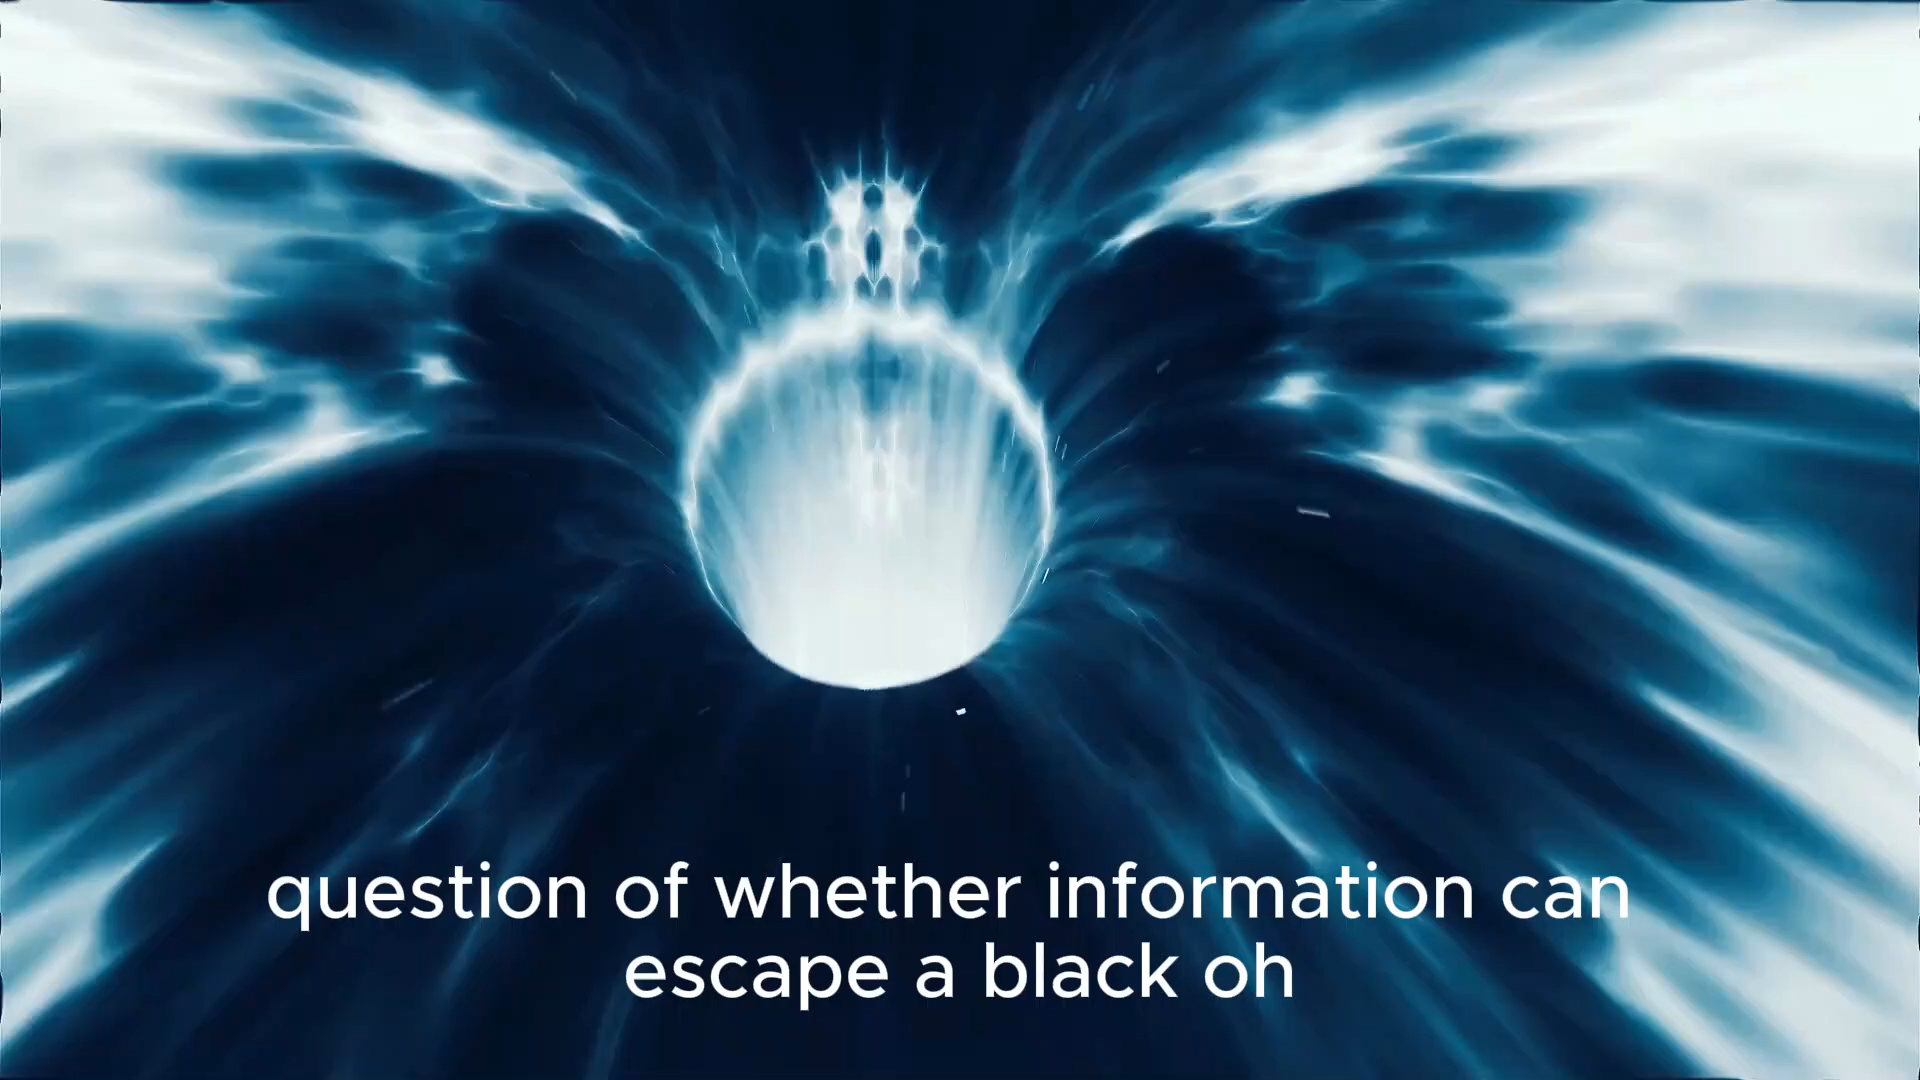 question of whether information can
escape a black oh